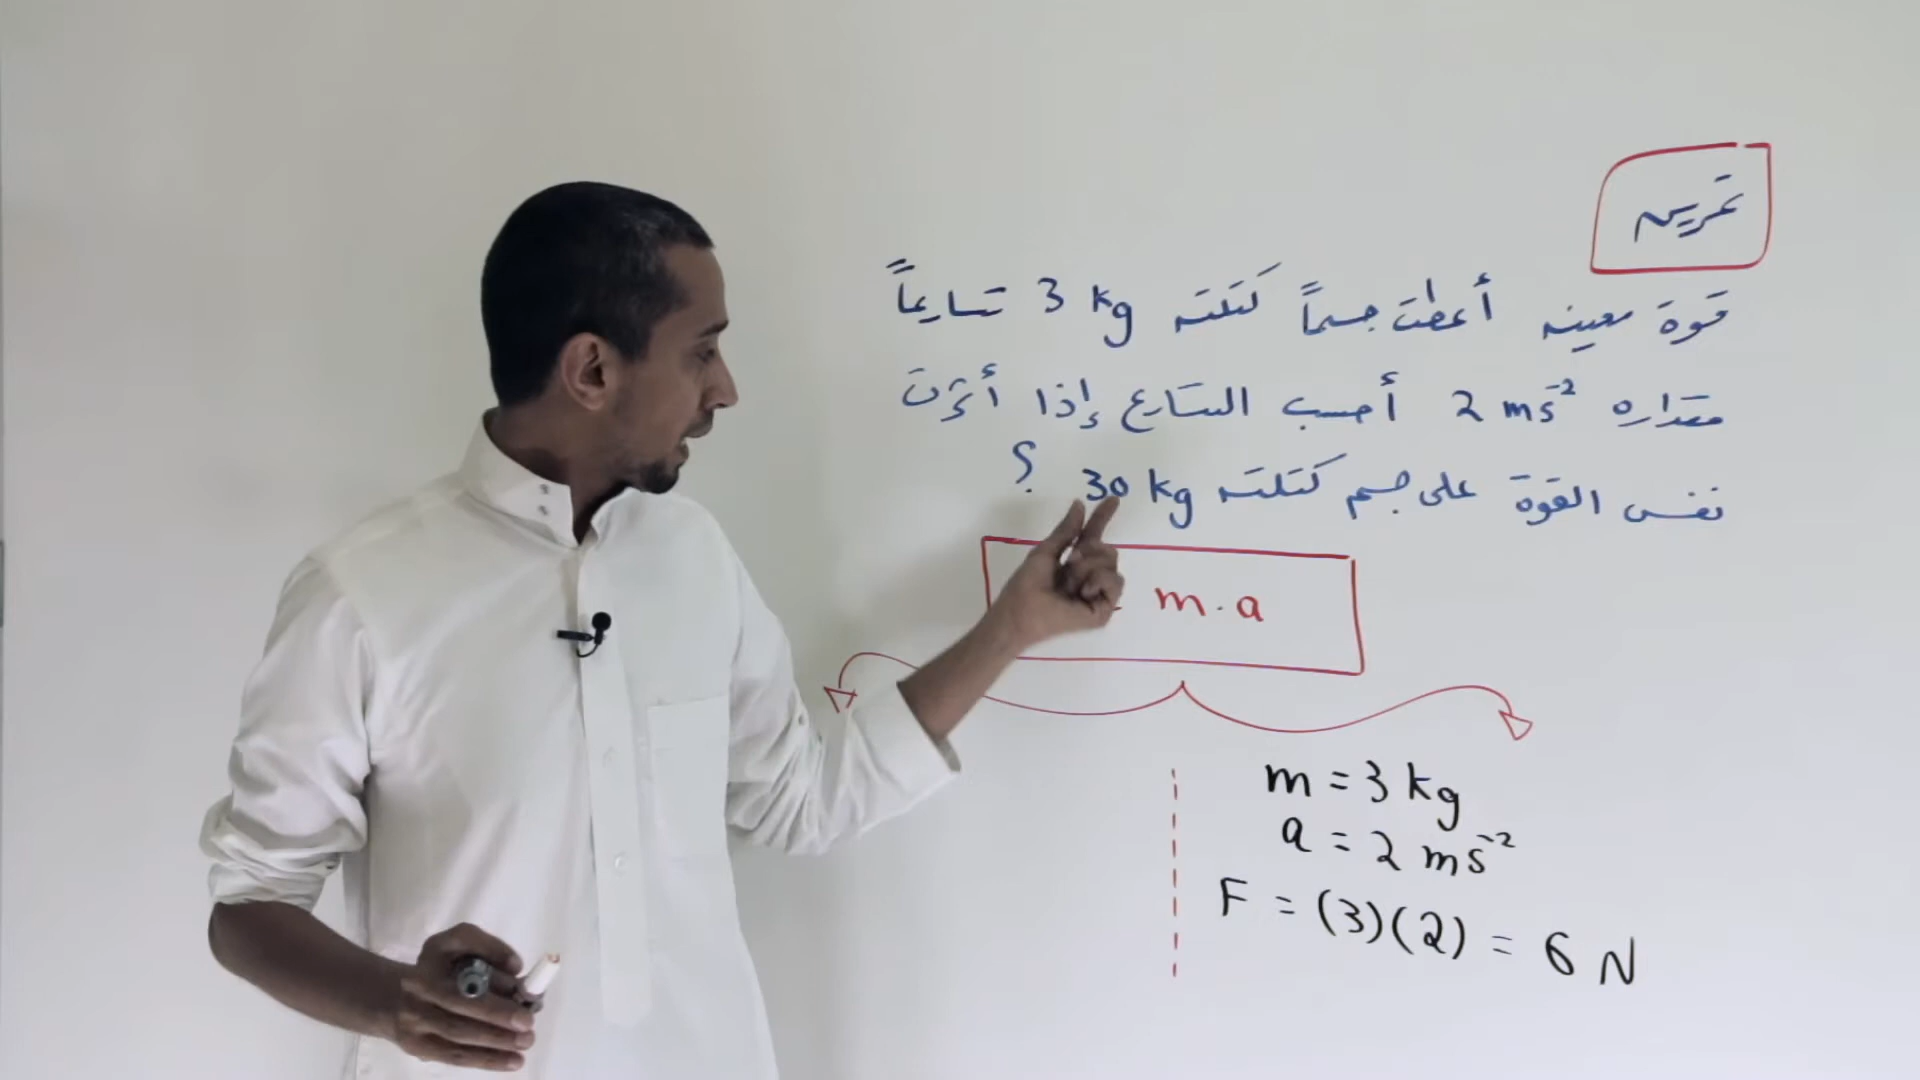 تمرين
قوة معينه أعطت جسماً كتلته 3 kg تسارعاً
مقداره 2 ms⁻² أحسب التسارع إذا أثرت
نفس القوة على جسم كتلته 30 kg ؟
m . a
m = 3 kg
a = 2 ms⁻²
F = (3)(2) = 6 N